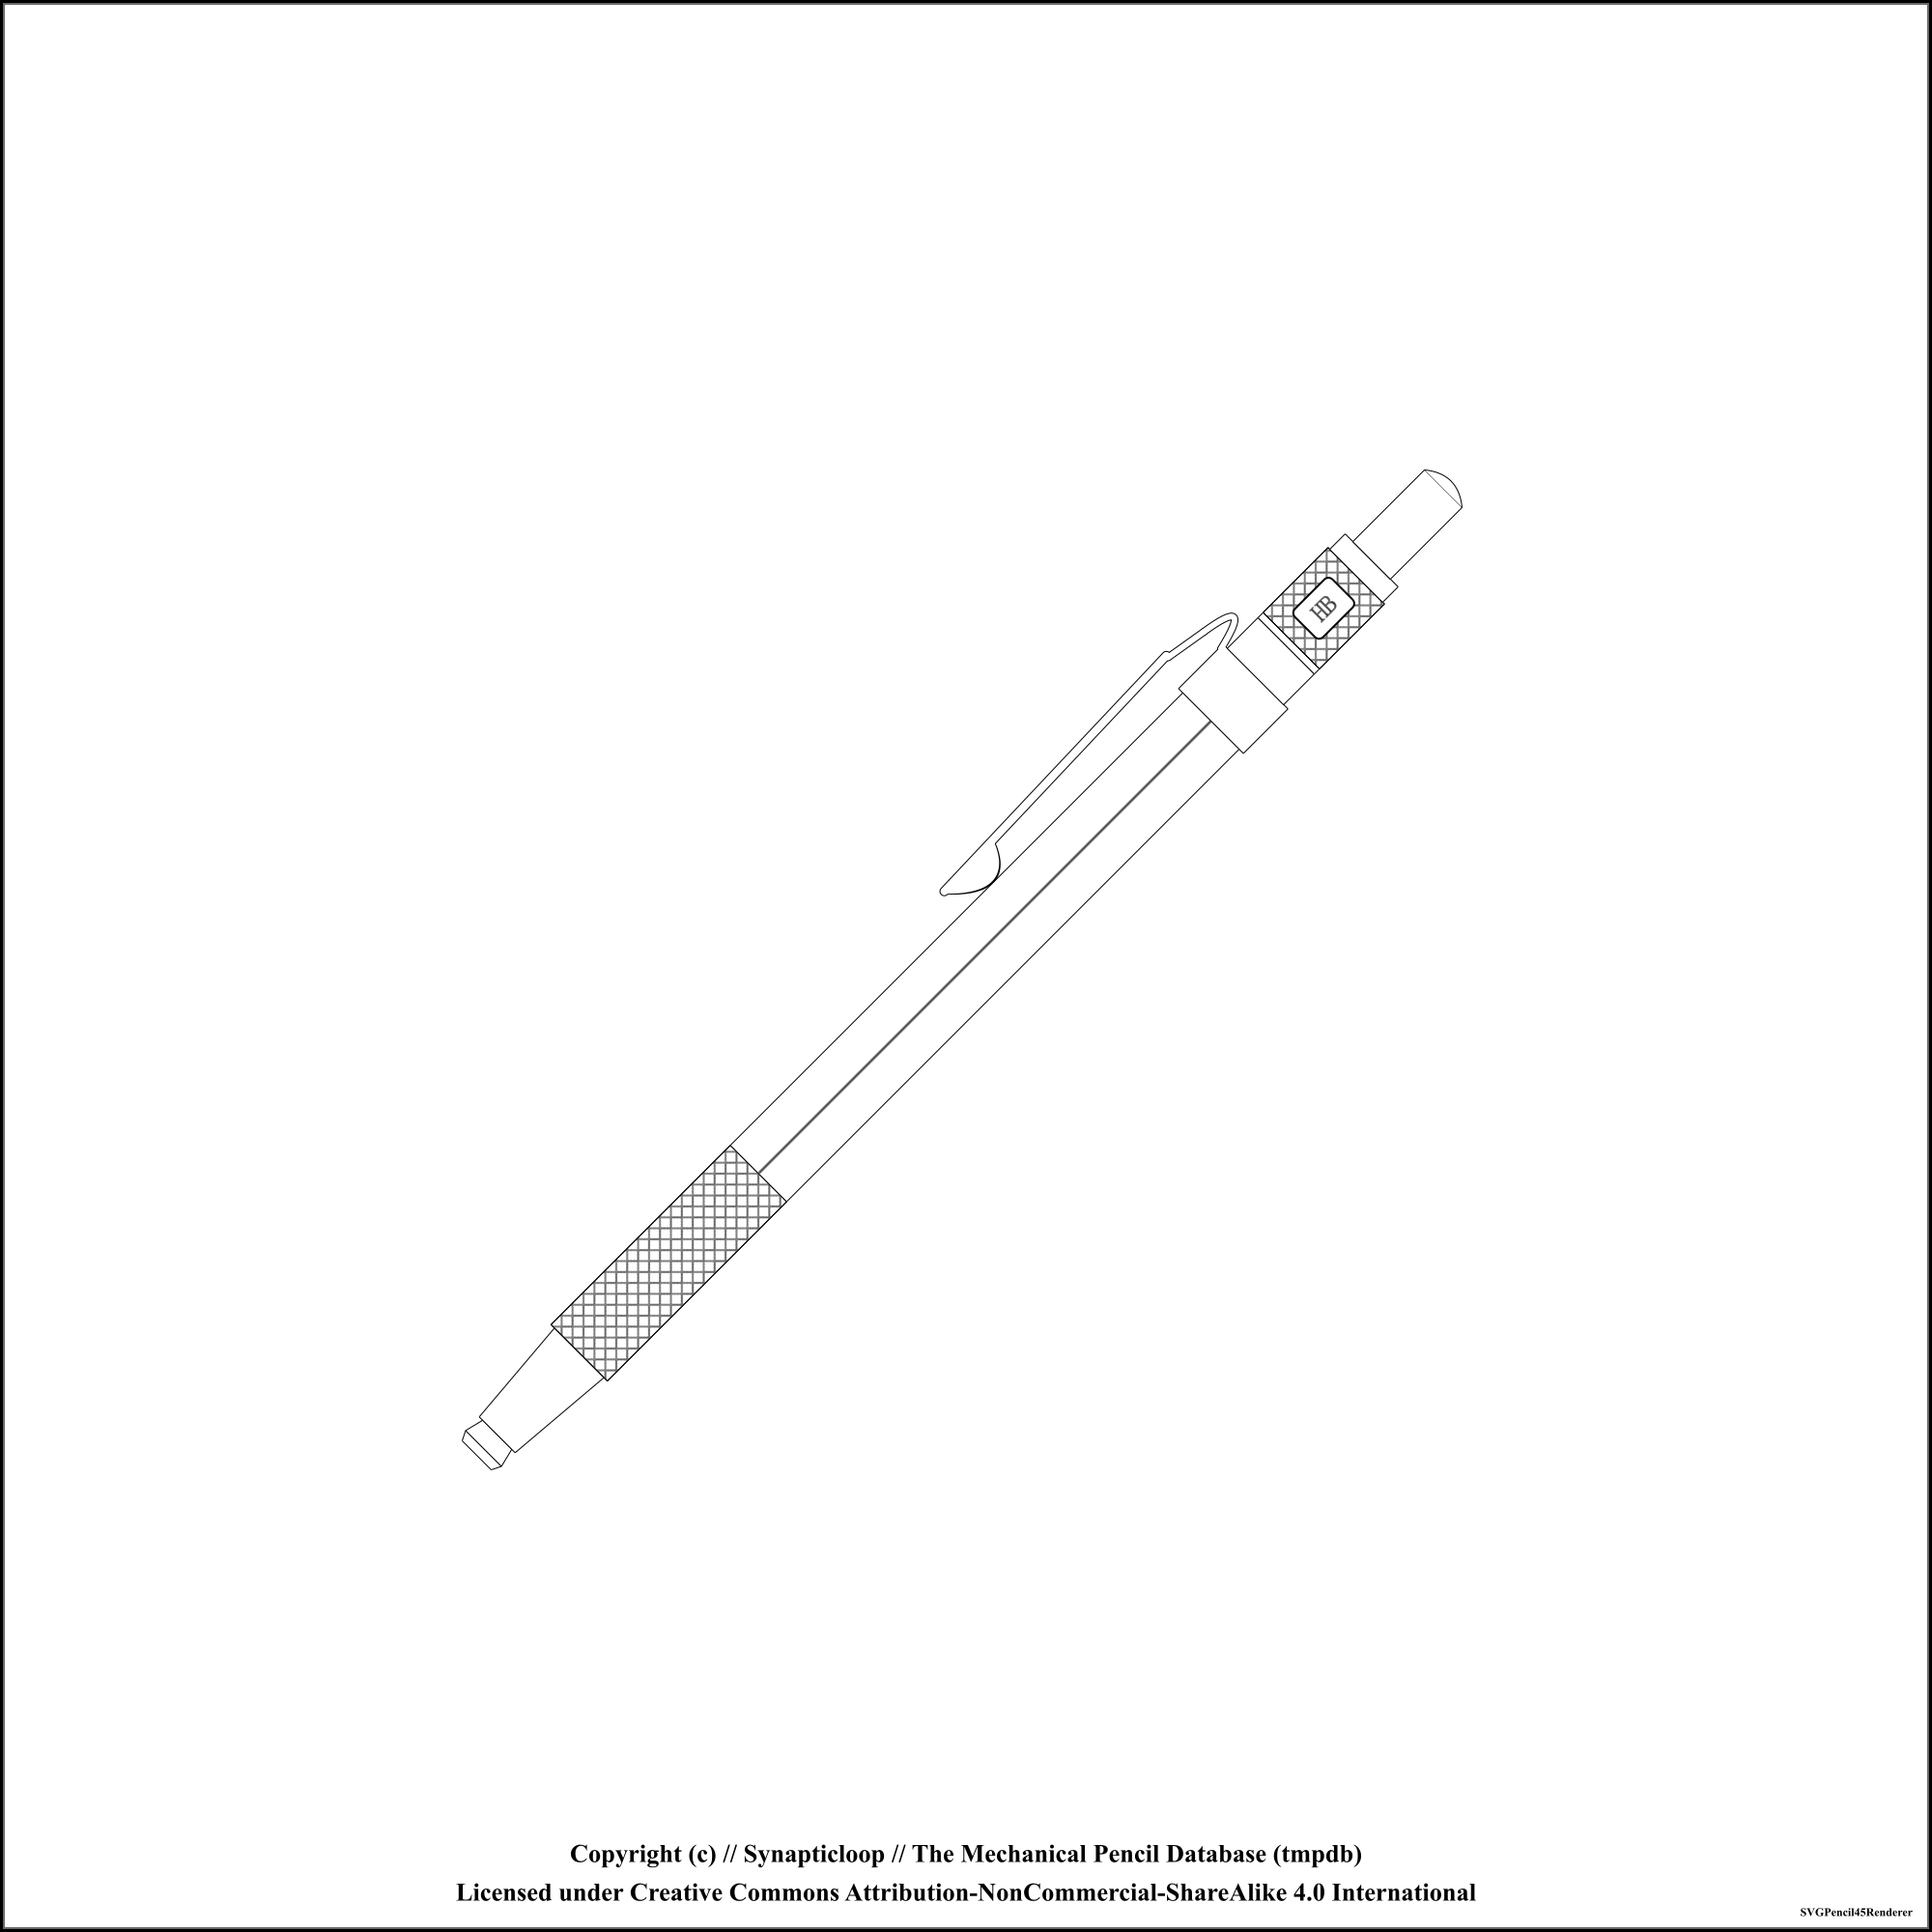 HB
Copyright (c) // Synapticloop // The Mechanical Pencil Database (tmpdb)
Licensed under Creative Commons Attribution-NonCommercial-ShareAlike 4.0 International
SVGPencil45Renderer